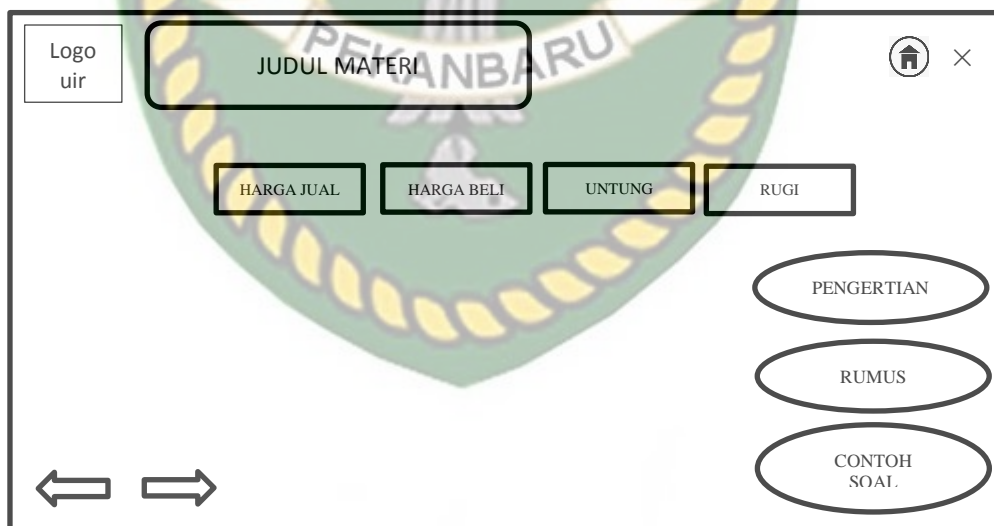 Logo
uir
JUDUL MATERI
PEKANBARU
HARGA JUAL
HARGA BELI
UNTUNG
RUGI
PENGERTIAN
RUMUS
CONTOH
SOAL